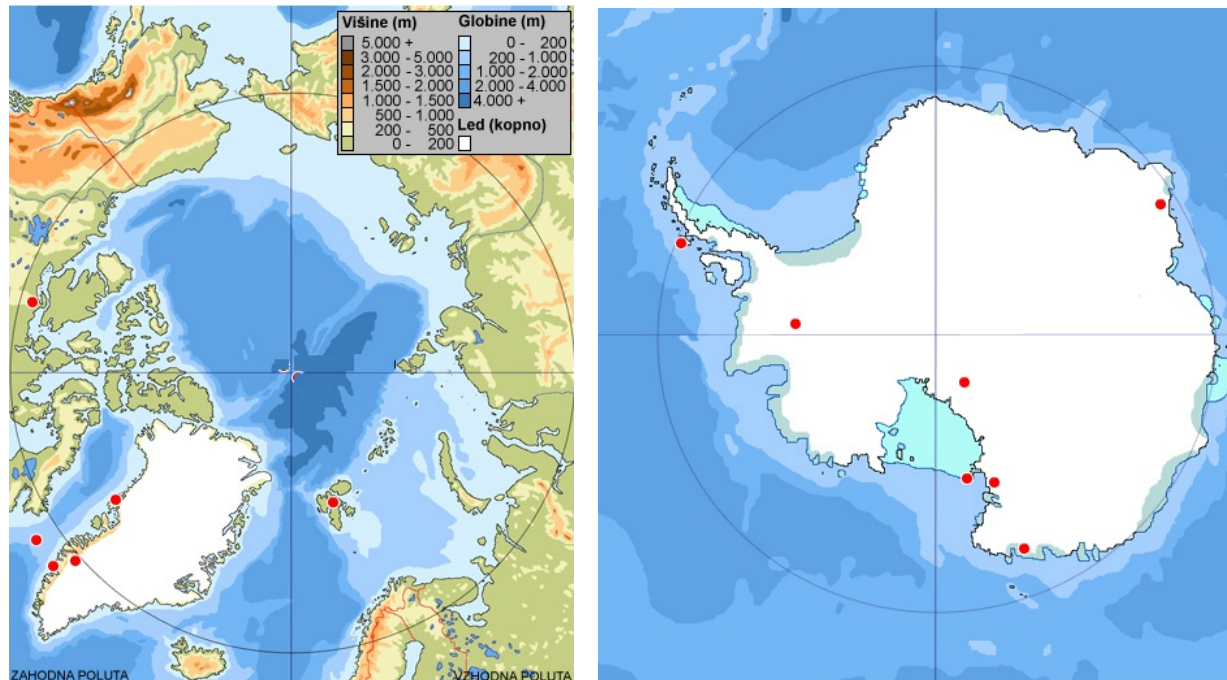 Višine (m)
5.000 +
3.000 - 5.000
2.000 - 3.000
1.500 - 2.000
1.000 - 1.500
500 - 1.000
200 - 500
0 - 200
Globine (m)
0 - 200
200 - 1.000
1.000 - 2.000
2.000 - 4.000
4.000 +
Led (kopno)
ZAHODNA POLUTA
VZHODNA POLUTA